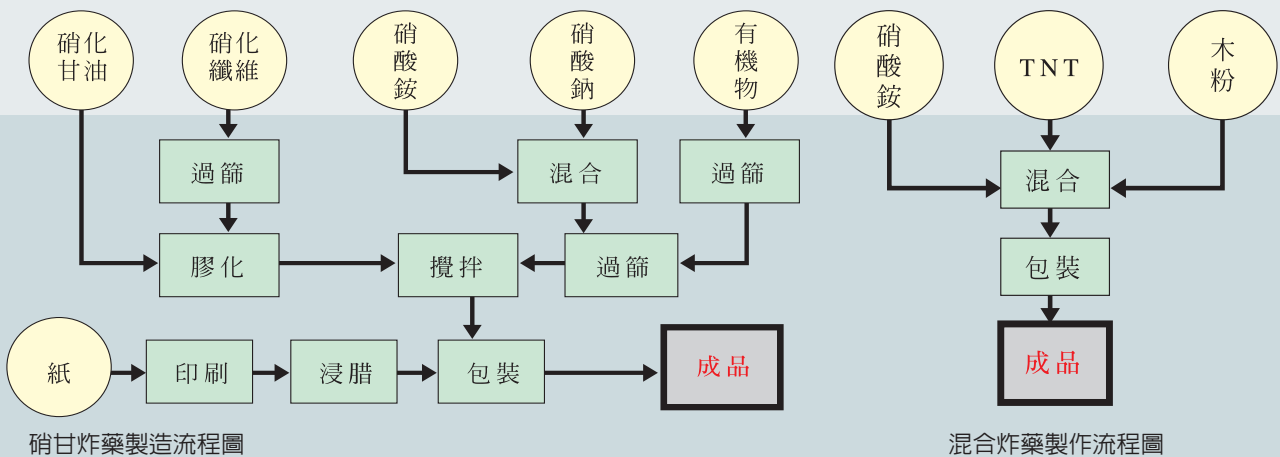 硝化
甘油
硝化
纖維
硝酸銨
硝酸鈉
有機物
硝酸銨
TNT
木粉
過篩
混合
過篩
混合
膠化
攪拌
過篩
包裝
紙
印刷
浸腊
包裝
成品
成品
硝甘炸藥製造流程圖
混合炸藥製作流程圖